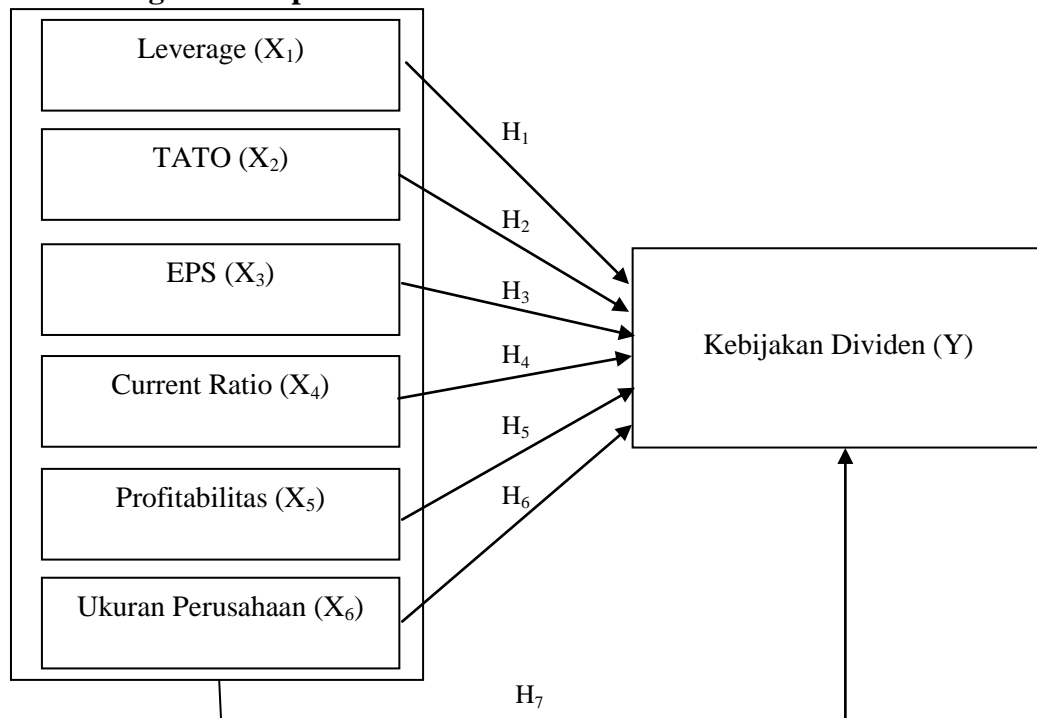 Leverage (X₁)
TATO (X₂)
EPS (X₃)
Current Ratio (X₄)
Profitabilitas (X₅)
Ukuran Perusahaan (X₆)
H₁
H₂
H₃
H₄
H₅
H₆
Kebijakan Dividen (Y)
H₇